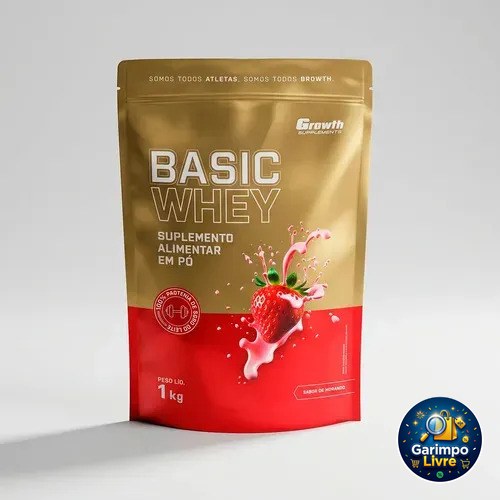 SOMOS TODOS ATLETAS, SOMOS TODOS GROWTH.
Growth
SUPPLEMENTS
BASIC
WHEY
SUPLEMENTO
ALIMENTAR
EM PÓ
100% PROTEÍNA DE SORO DO LEITE
PESO LÍQ.
1 kg
SABOR DE MORANGO
Garimpo
Livre